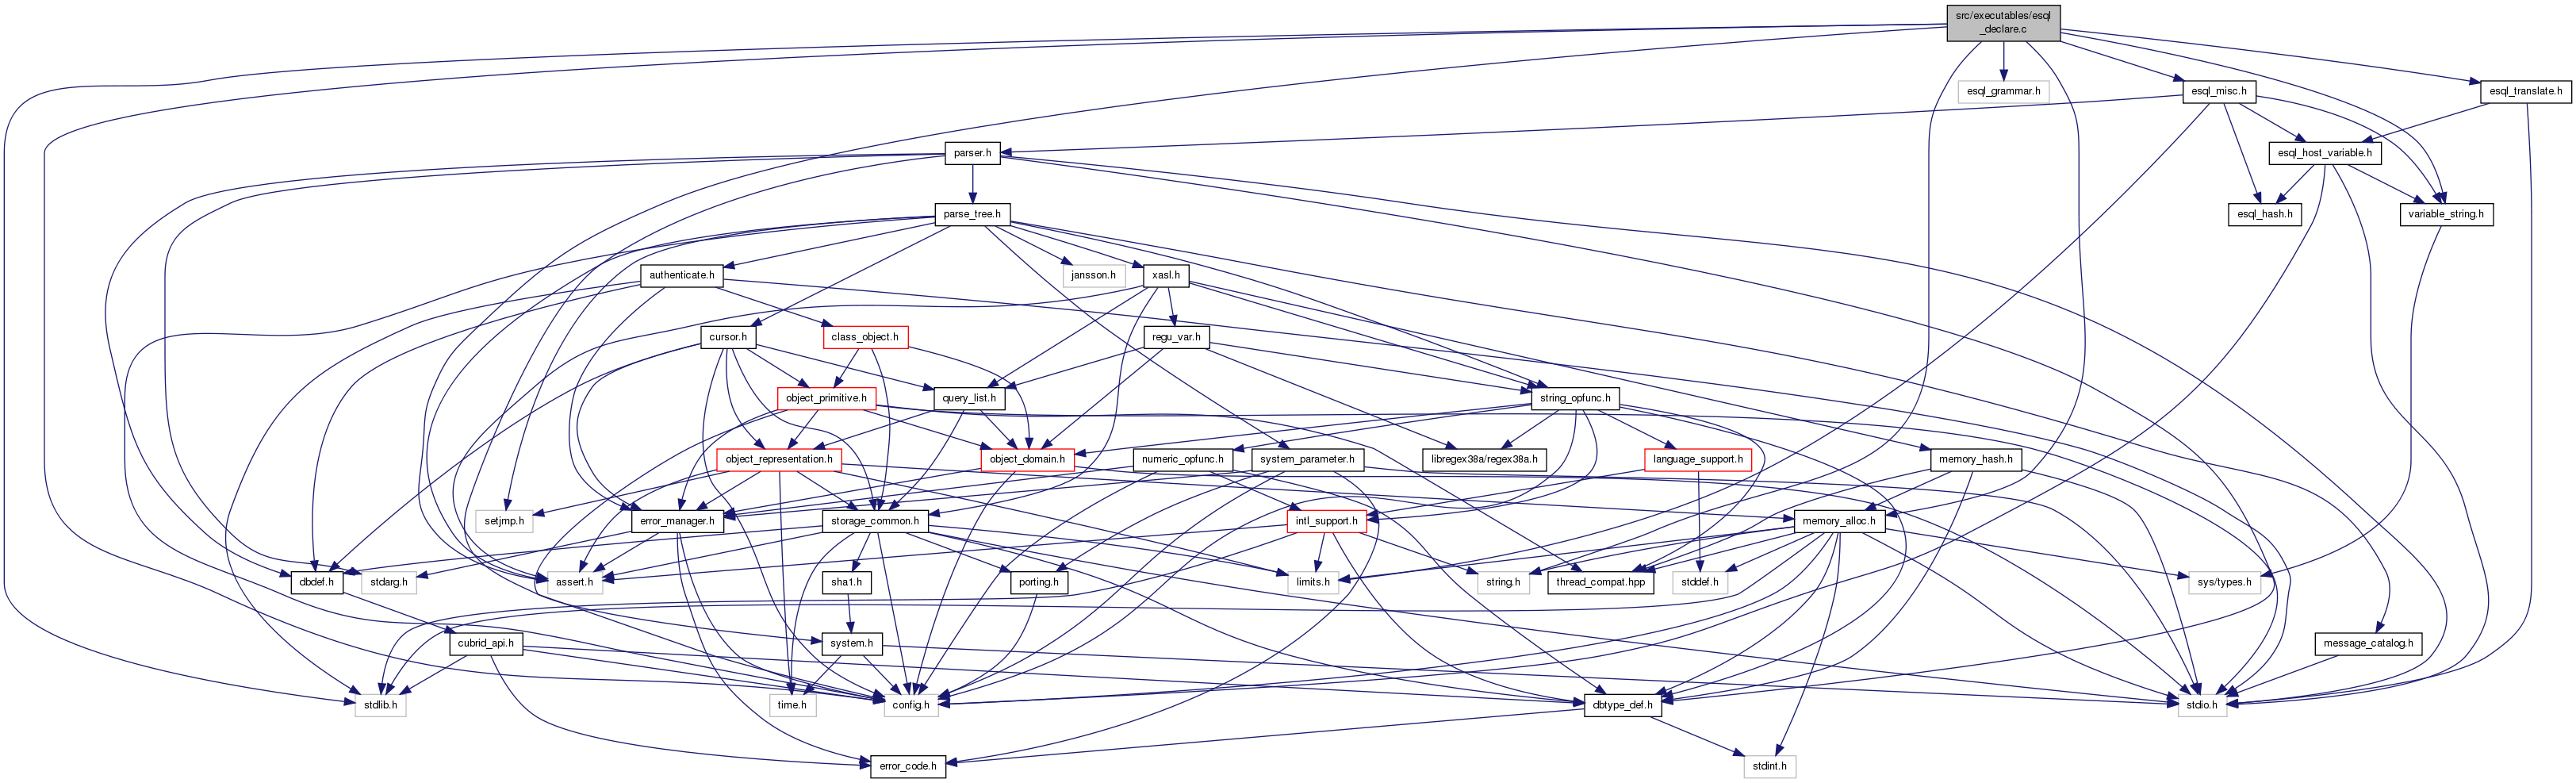 src/executables/esql
_declare.c
esql_grammar.h
esql_misc.h
esql_translate.h
parser.h
esql_host_variable.h
parse_tree.h
esql_hash.h
variable_string.h
authenticate.h
jansson.h
xasl.h
cursor.h
class_object.h
regu_var.h
object_primitive.h
query_list.h
string_opfunc.h
object_representation.h
object_domain.h
numeric_opfunc.h
system_parameter.h
libregex38a/regex38a.h
language_support.h
memory_hash.h
setjmp.h
error_manager.h
storage_common.h
intl_support.h
memory_alloc.h
dbdef.h
stdarg.h
assert.h
sha1.h
porting.h
limits.h
string.h
thread_compat.hpp
stddef.h
sys/types.h
cubrid_api.h
system.h
message_catalog.h
stdlib.h
time.h
config.h
dbtype_def.h
stdio.h
error_code.h
stdint.h